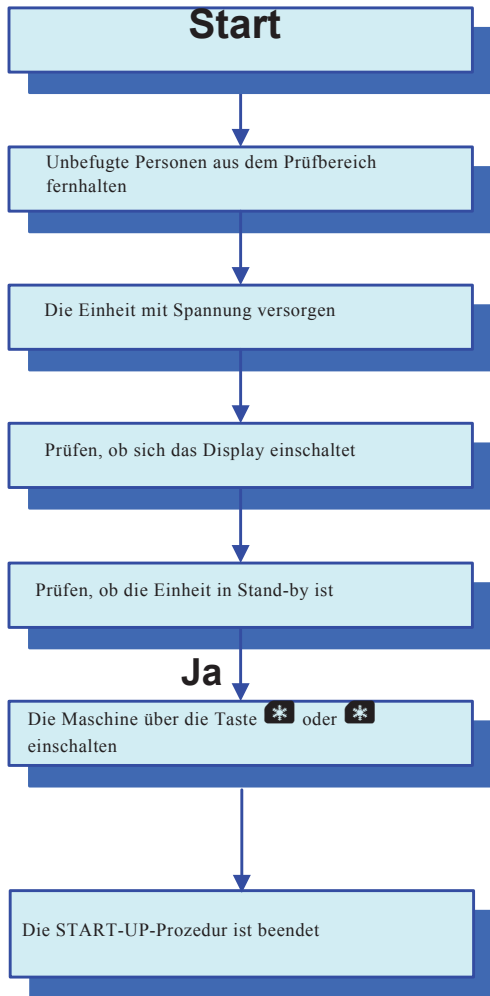 Start
Unbefugte Personen aus dem Prüfbereich
fernhalten
Die Einheit mit Spannung versorgen
Prüfen, ob sich das Display einschaltet
Prüfen, ob die Einheit in Stand-by ist
Ja
Die Maschine über die Taste oder
einschalten
Die START-UP-Prozedur ist beendet